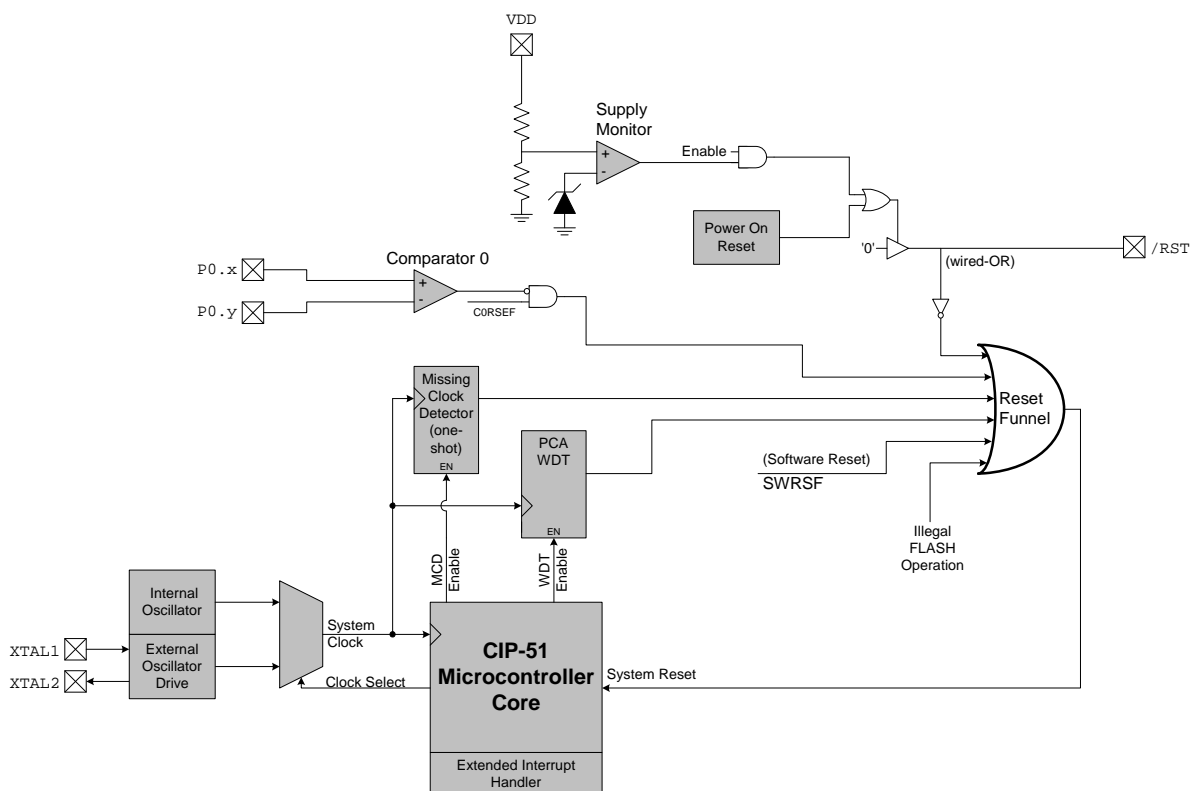 VDD
Supply
Monitor
+
-
Enable
Power On
Reset
'0'
/RST
(wired-OR)
Comparator 0
P0.x
P0.y
+
-
C0RSEF
Missing
Clock
Detector
(one-
shot)
EN
PCA
WDT
EN
Reset
Funnel
(Software Reset)
SWRSF
Illegal
FLASH
Operation
MCD
Enable
WDT
Enable
Internal
Oscillator
External
Oscillator
Drive
XTAL1
XTAL2
System
Clock
Clock Select
CIP-51
Microcontroller
Core
System Reset
Extended Interrupt
Handler